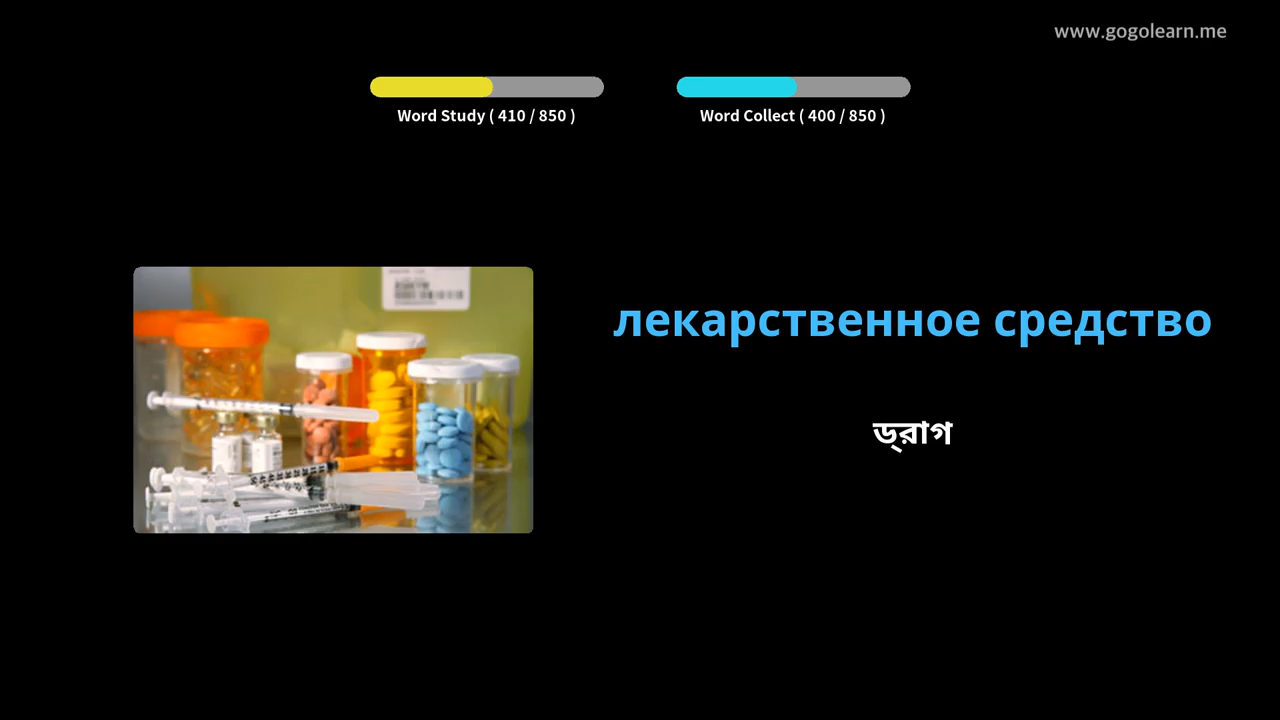 www.gogolearn.me
Word Study ( 410 / 850 )
Word Collect ( 400 / 850 )
лекарственное средство
ড্রাগ